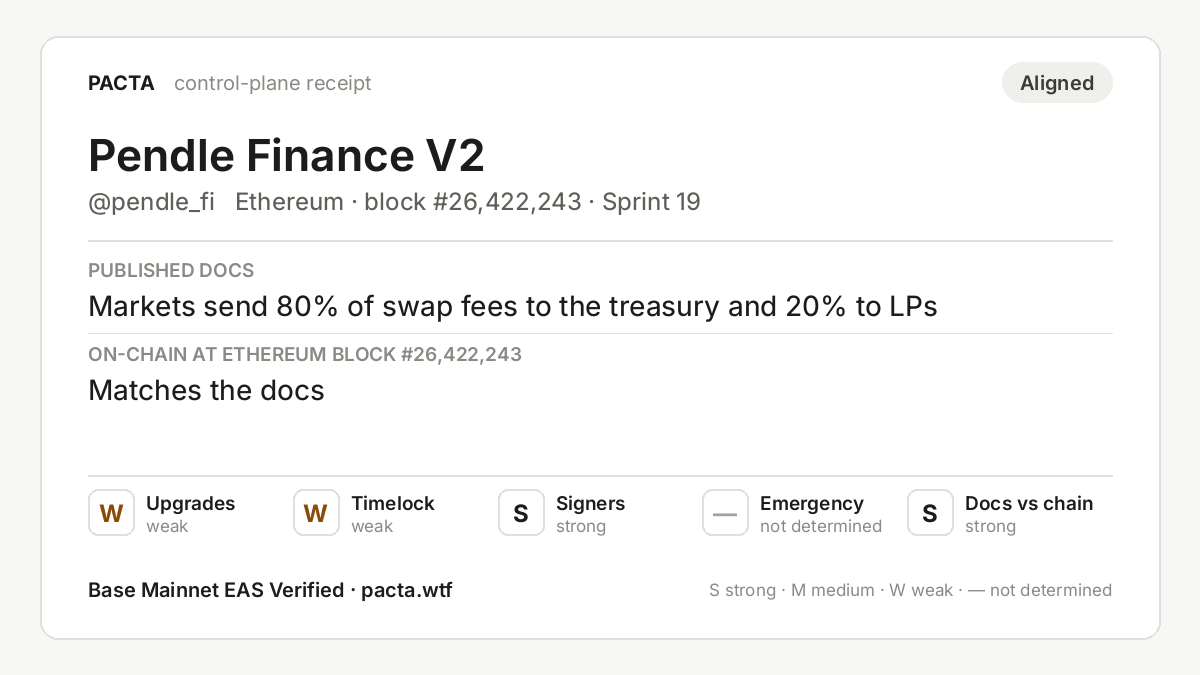 PACTA control-plane receipt Aligned
Pendle Finance V2
@pendle_fi Ethereum · block #26,422,243 · Sprint 19
PUBLISHED DOCS
Markets send 80% of swap fees to the treasury and 20% to LPs
ON-CHAIN AT ETHEREUM BLOCK #26,422,243
Matches the docs
W Upgrades weak
W Timelock weak
S Signers strong
— Emergency not determined
S Docs vs chain strong
Base Mainnet EAS Verified · pacta.wtf
S strong · M medium · W weak · — not determined